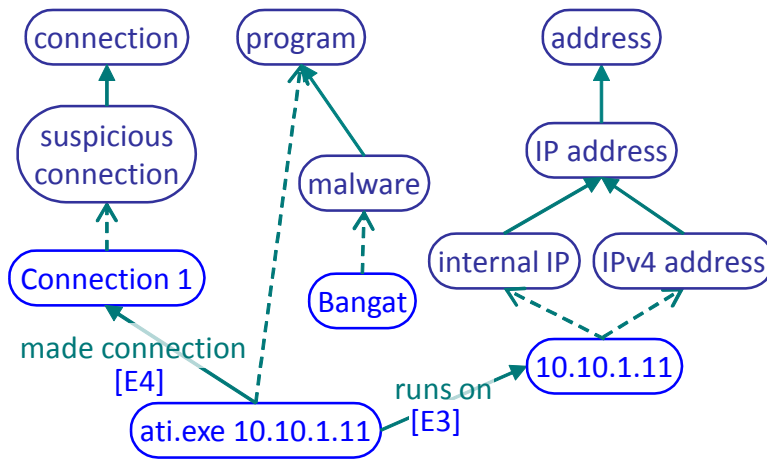 connection
program
address
suspicious
connection
IP address
malware
internal IP
IPv4 address
Connection 1
Bangat
made connection
[E4]
10.10.1.11
runs on
[E3]
ati.exe 10.10.1.11